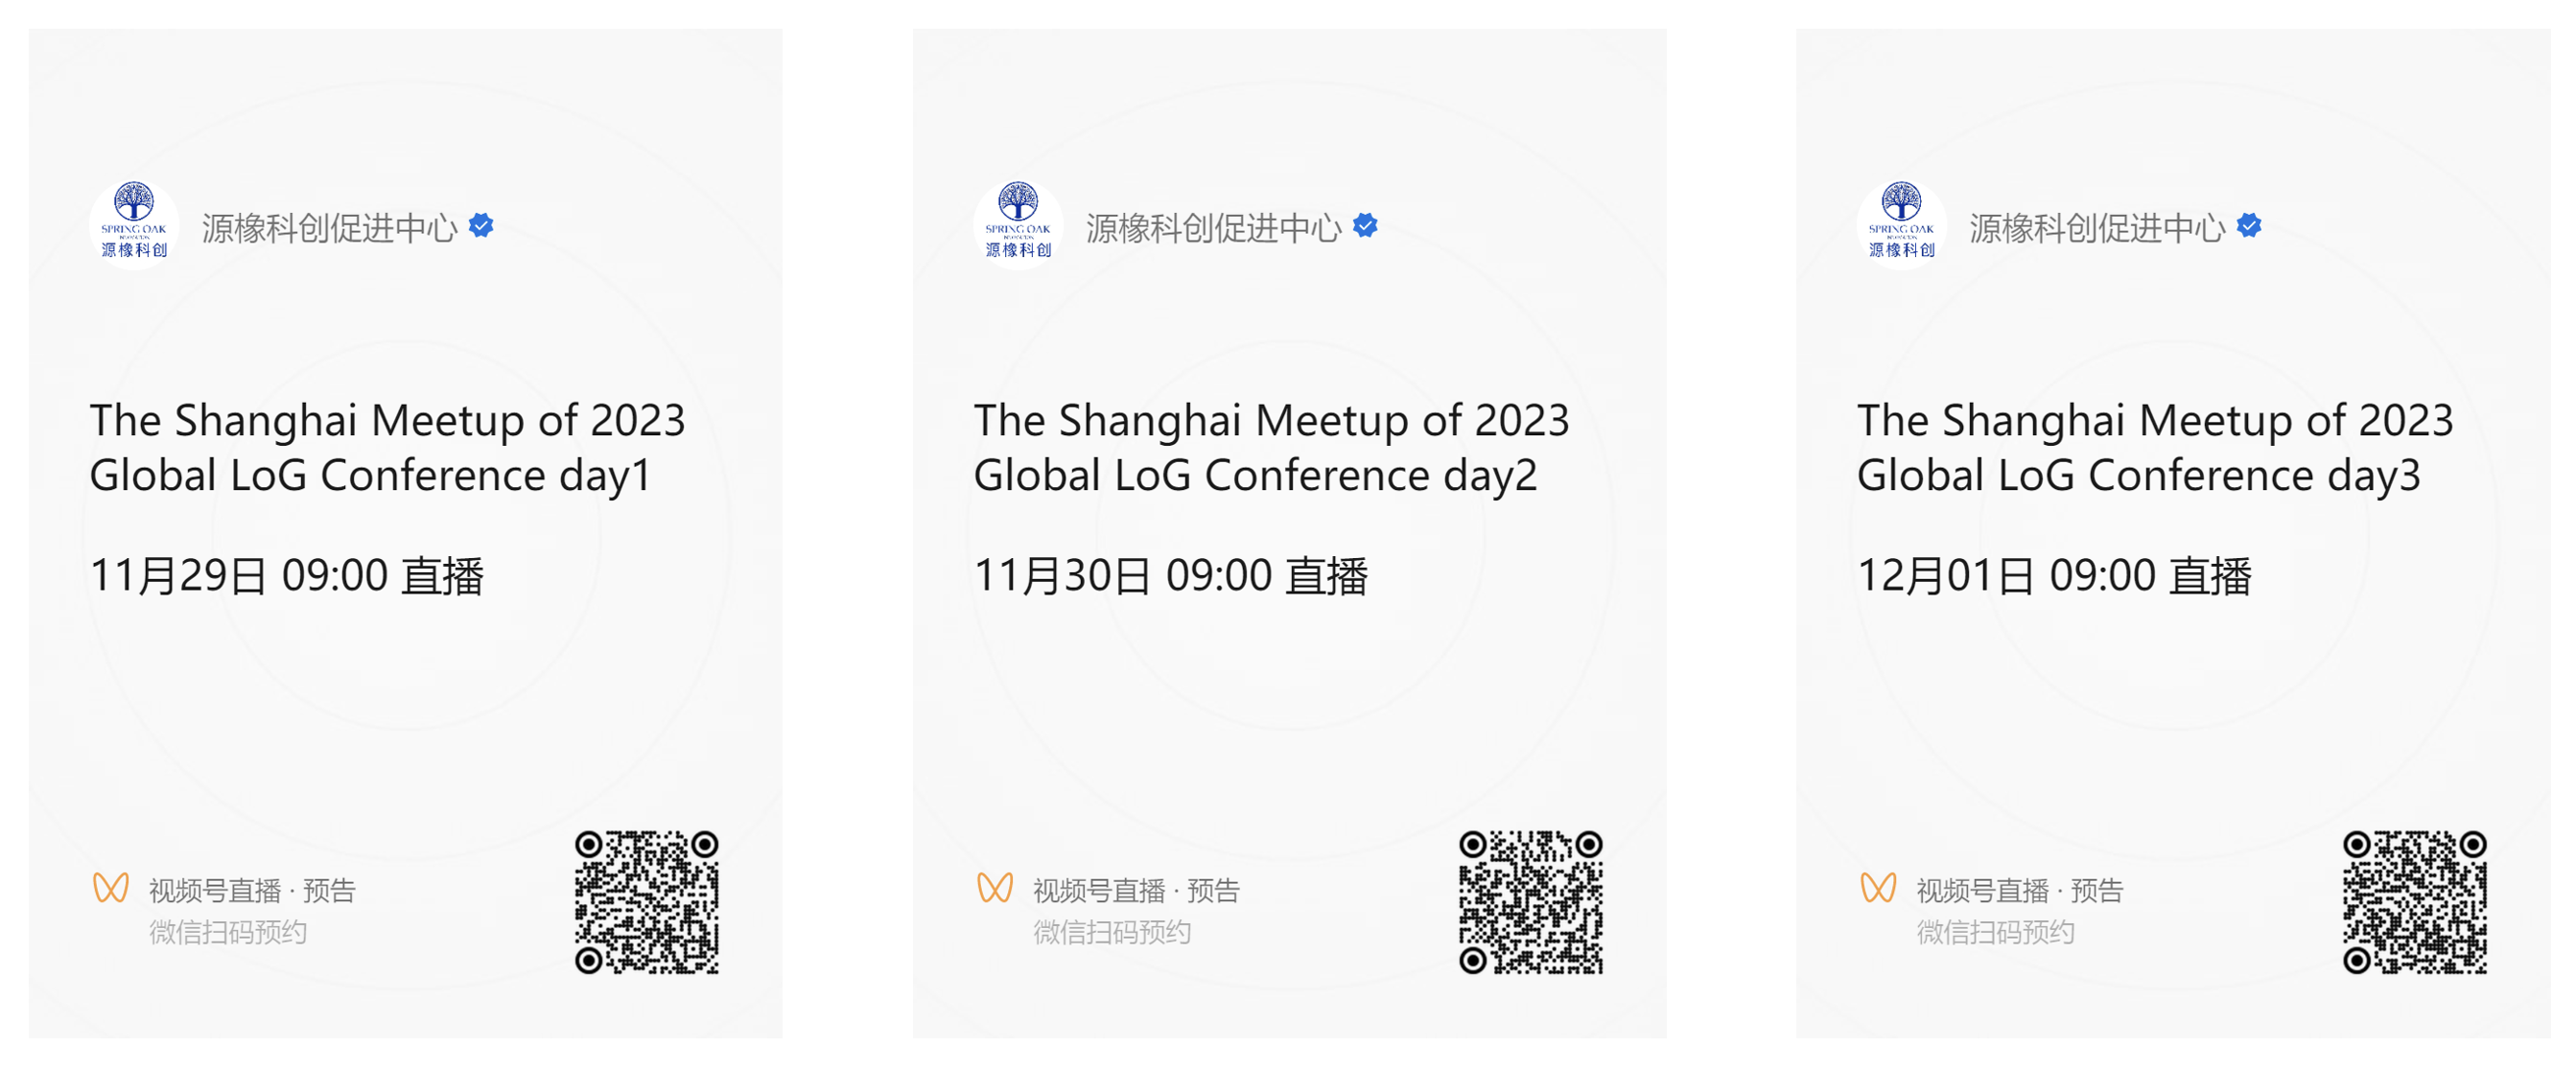 SPRING OAK
源橡科创
源橡科创促进中心
The Shanghai Meetup of 2023
Global LoG Conference day1
11月29日 09:00 直播
视频号直播 · 预告
微信扫码预约
SPRING OAK
源橡科创
源橡科创促进中心
The Shanghai Meetup of 2023
Global LoG Conference day2
11月30日 09:00 直播
视频号直播 · 预告
微信扫码预约
SPRING OAK
源橡科创
源橡科创促进中心
The Shanghai Meetup of 2023
Global LoG Conference day3
12月01日 09:00 直播
视频号直播 · 预告
微信扫码预约